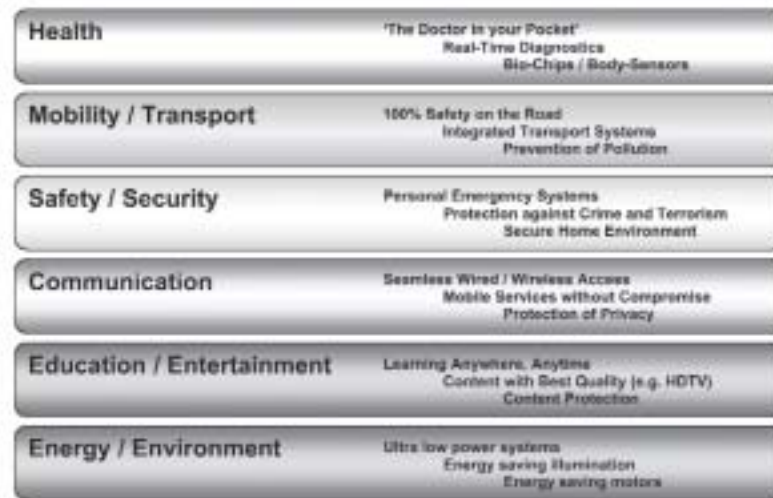 Health
'The Doctor in your Pocket'
Real-Time Diagnostics
Bio-Chips / Body-Sensors
Mobility / Transport
100% Safety on the Road
Integrated Transport Systems
Prevention of Pollution
Safety / Security
Personal Emergency Systems
Protection against Crime and Terrorism
Secure Home Environment
Communication
Seamless Wired / Wireless Access
Mobile Services without Compromise
Protection of Privacy
Education / Entertainment
Learning Anywhere, Anytime
Content with Best Quality (e.g. HDTV)
Content Protection
Energy / Environment
Ultra low power systems
Energy saving illumination
Energy saving motors